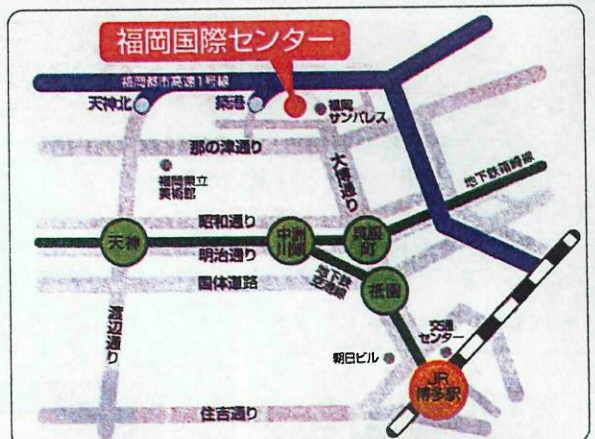 福岡国際センター
福岡都市高速1号線
天神北
築港
福岡
サンパレス
那の津通り
大博通り
福岡県立
美術館
地下鉄箱崎線
昭和通り
天神
中洲
川端
呉服
町
明治通り
地下鉄
空港線
国体道路
祇園
渡辺通り
交通
センター
朝日ビル
JR
博多駅
住吉通り